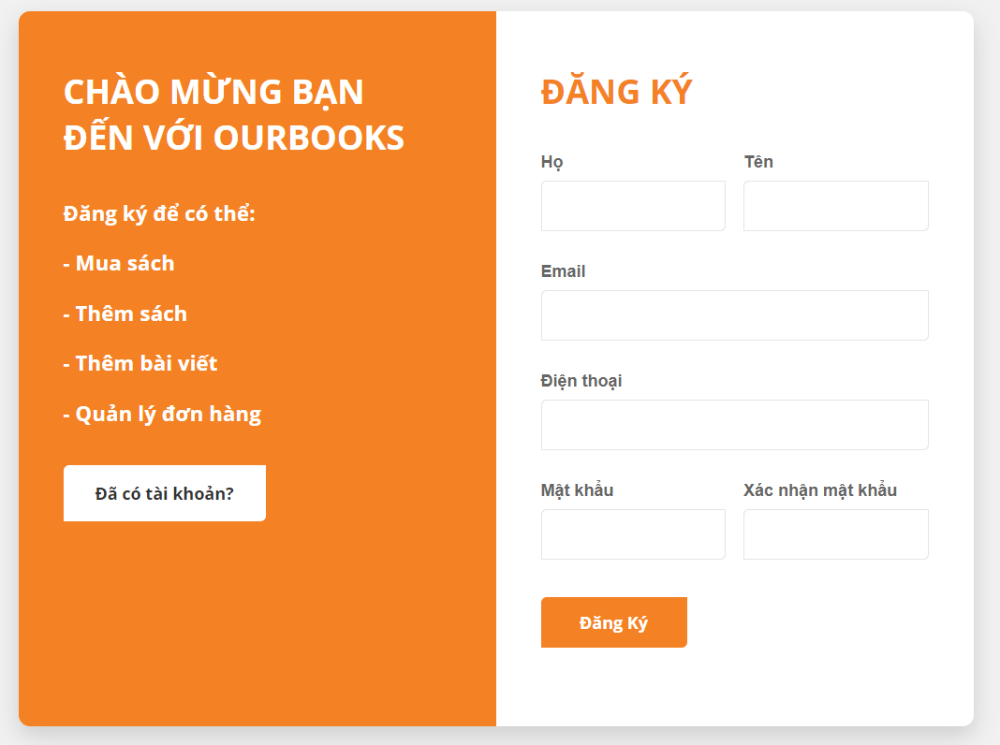 CHÀO MỪNG BẠN
ĐẾN VỚI OURBOOKS
Đăng ký để có thể:
- Mua sách
- Thêm sách
- Thêm bài viết
- Quản lý đơn hàng
Đã có tài khoản?
ĐĂNG KÝ
Họ
Tên
Email
Điện thoại
Mật khẩu
Xác nhận mật khẩu
Đăng Ký